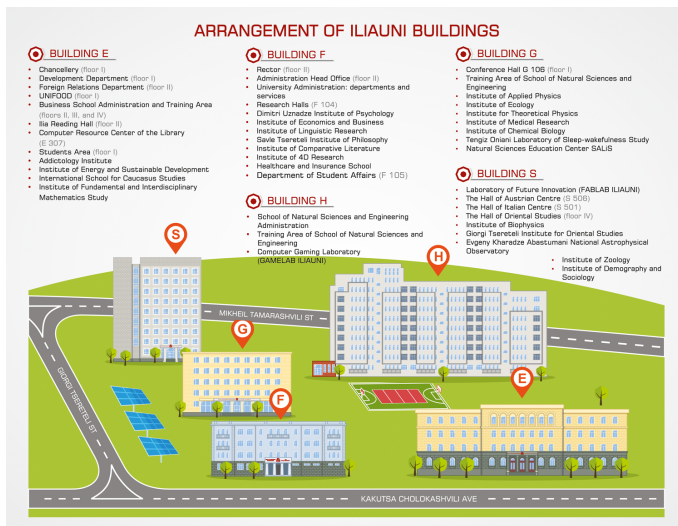 ARRANGEMENT OF ILIAUNI BUILDINGS
BUILDING E
• Chancellery (floor I)
• Development Department (floor I)
• Foreign Relations Department (floor II)
• UNIFOOD (floor I)
• Business School Administration and Training Area
(floors II, III, and IV)
• Ilia Reading Hall (floor II)
• Computer Resource Center of the Library
(E 307)
• Students Area (floor I)
• Addictology Institute
• Institute of Energy and Sustainable Development
• International School for Caucasus Studies
• Institute of Fundamental and Interdisciplinary
Mathematics Study
BUILDING F
• Rector (floor II)
• Administration Head Office (floor II)
• University Administration: departments and
services
• Research Halls (F 104)
• Dimitri Uznadze Institute of Psychology
• Institute of Economics and Business
• Institute of Linguistic Research
• Savle Tsereteli Institute of Philosophy
• Institute of Comparative Literature
• Institute of 4D Research
• Healthcare and Insurance School
• Department of Student Affairs (F 105)
BUILDING H
• School of Natural Sciences and Engineering
Administration
• Training Area of School of Natural Sciences and
Engineering
• Computer Gaming Laboratory
(GAMELAB ILIAUNI)
BUILDING G
• Conference Hall G 106 (floor I)
• Training Area of School of Natural Sciences and
Engineering
• Institute of Applied Physics
• Institute of Ecology
• Institute for Theoretical Physics
• Institute of Medical Research
• Institute of Chemical Biology
• Tengiz Oniani Laboratory of Sleep-wakefulness Study
• Natural Sciences Education Center SALiS
BUILDING S
• Laboratory of Future Innovation (FABLAB ILIAUNI)
• The Hall of Austrian Centre (S 506)
• The Hall of Italian Centre (S 501)
• The Hall of Oriental Studies (floor IV)
• Institute of Biophysics
• Giorgi Tsereteli Institute for Oriental Studies
• Evgeny Kharadze Abastumani National Astrophysical
Observatory
• Institute of Zoology
• Institute of Demography and
Sociology
S
H
G
E
F
MIKHEIL TAMARASHVILI ST
GIORGI TSERETELI ST
KAKUTSA CHOLOKASHVILI AVE